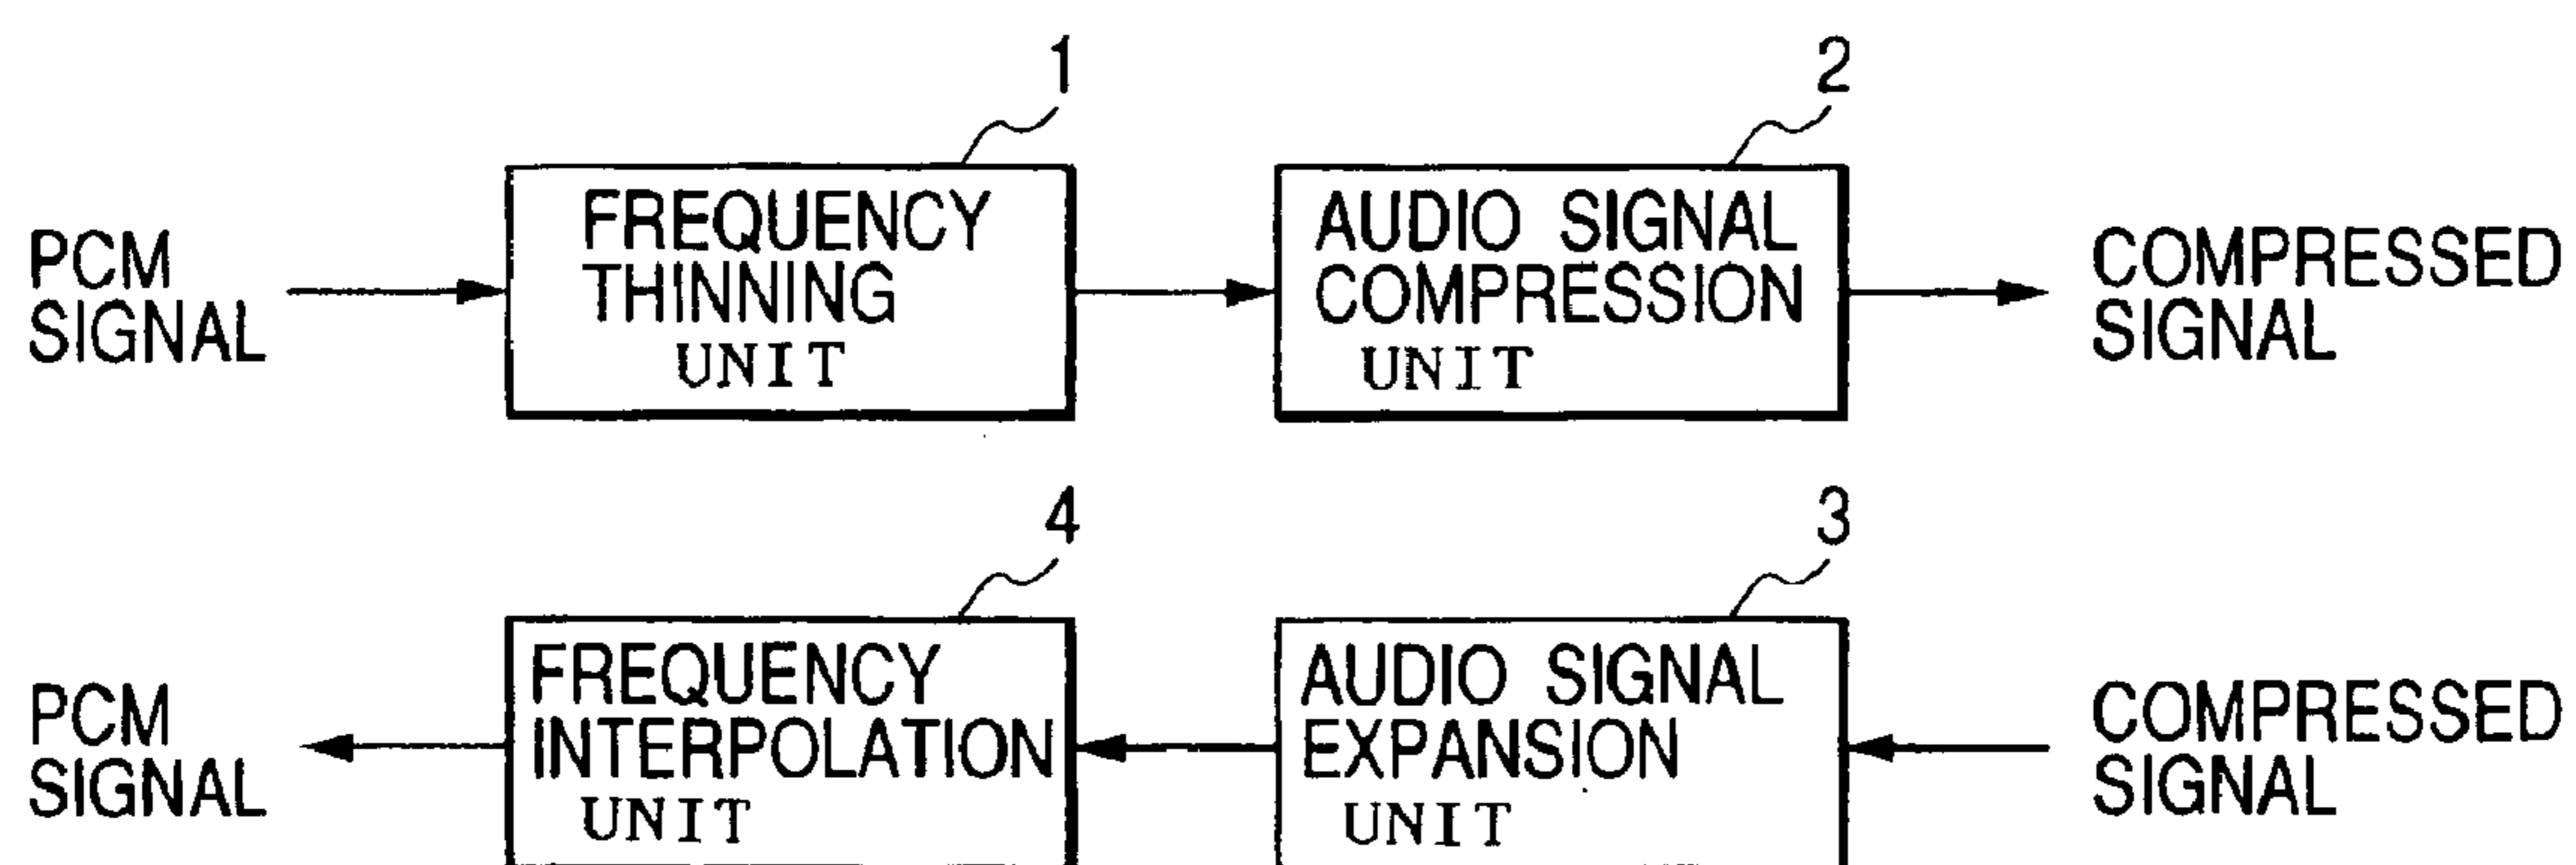 1
2
PCM
SIGNAL
FREQUENCY
THINNING
UNIT
AUDIO SIGNAL
COMPRESSION
UNIT
COMPRESSED
SIGNAL
4
3
PCM
SIGNAL
FREQUENCY
INTERPOLATION
UNIT
AUDIO SIGNAL
EXPANSION
UNIT
COMPRESSED
SIGNAL